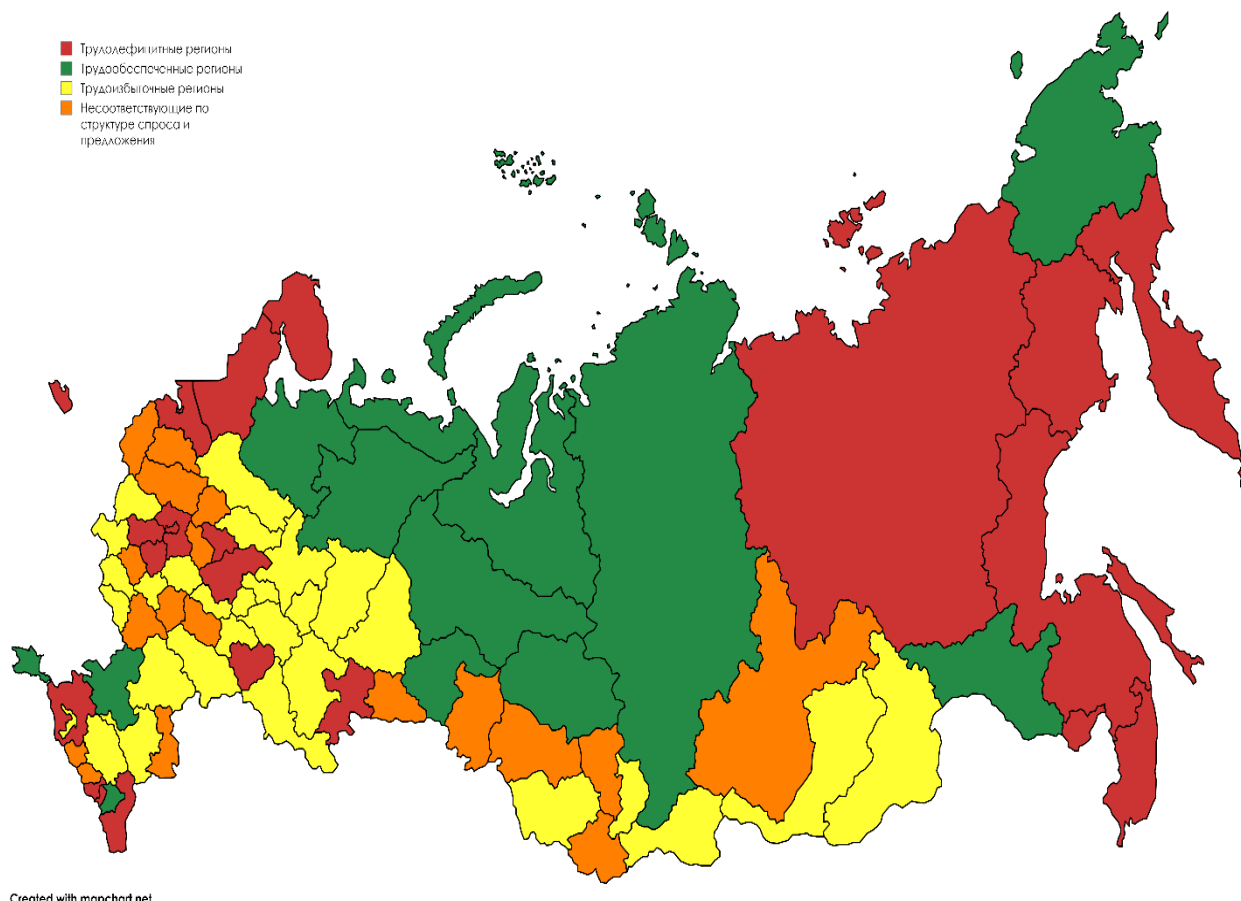 Трудодефицитные регионы
Трудообеспеченные регионы
Трудоизбыточные регионы
Несоответствующие по
структуре спроса и
предложения
Created with mapchart.net